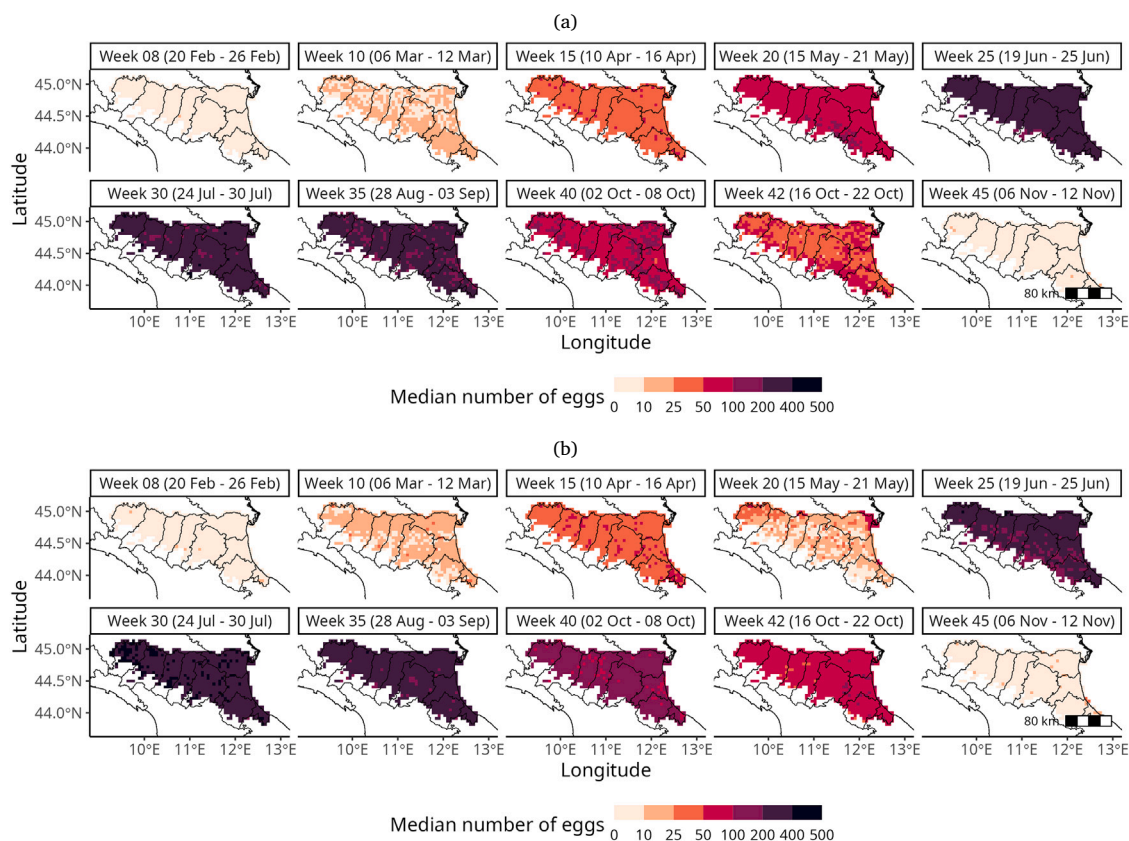 (a)
Week 08 (20 Feb - 26 Feb) Week 10 (06 Mar - 12 Mar) Week 15 (10 Apr - 16 Apr) Week 20 (15 May - 21 May) Week 25 (19 Jun - 25 Jun)
45.0°N
44.5°N
44.0°N
Latitude
Week 30 (24 Jul - 30 Jul) Week 35 (28 Aug - 03 Sep) Week 40 (02 Oct - 08 Oct) Week 42 (16 Oct - 22 Oct) Week 45 (06 Nov - 12 Nov)
45.0°N
44.5°N
44.0°N
80 km
10°E 11°E 12°E 13°E 10°E 11°E 12°E 13°E 10°E 11°E 12°E 13°E 10°E 11°E 12°E 13°E 10°E 11°E 12°E 13°E
Longitude
Median number of eggs
0 10 25 50 100 200 400 500
(b)
Week 08 (20 Feb - 26 Feb) Week 10 (06 Mar - 12 Mar) Week 15 (10 Apr - 16 Apr) Week 20 (15 May - 21 May) Week 25 (19 Jun - 25 Jun)
45.0°N
44.5°N
44.0°N
Latitude
Week 30 (24 Jul - 30 Jul) Week 35 (28 Aug - 03 Sep) Week 40 (02 Oct - 08 Oct) Week 42 (16 Oct - 22 Oct) Week 45 (06 Nov - 12 Nov)
45.0°N
44.5°N
44.0°N
80 km
10°E 11°E 12°E 13°E 10°E 11°E 12°E 13°E 10°E 11°E 12°E 13°E 10°E 11°E 12°E 13°E 10°E 11°E 12°E 13°E
Longitude
Median number of eggs
0 10 25 50 100 200 400 500